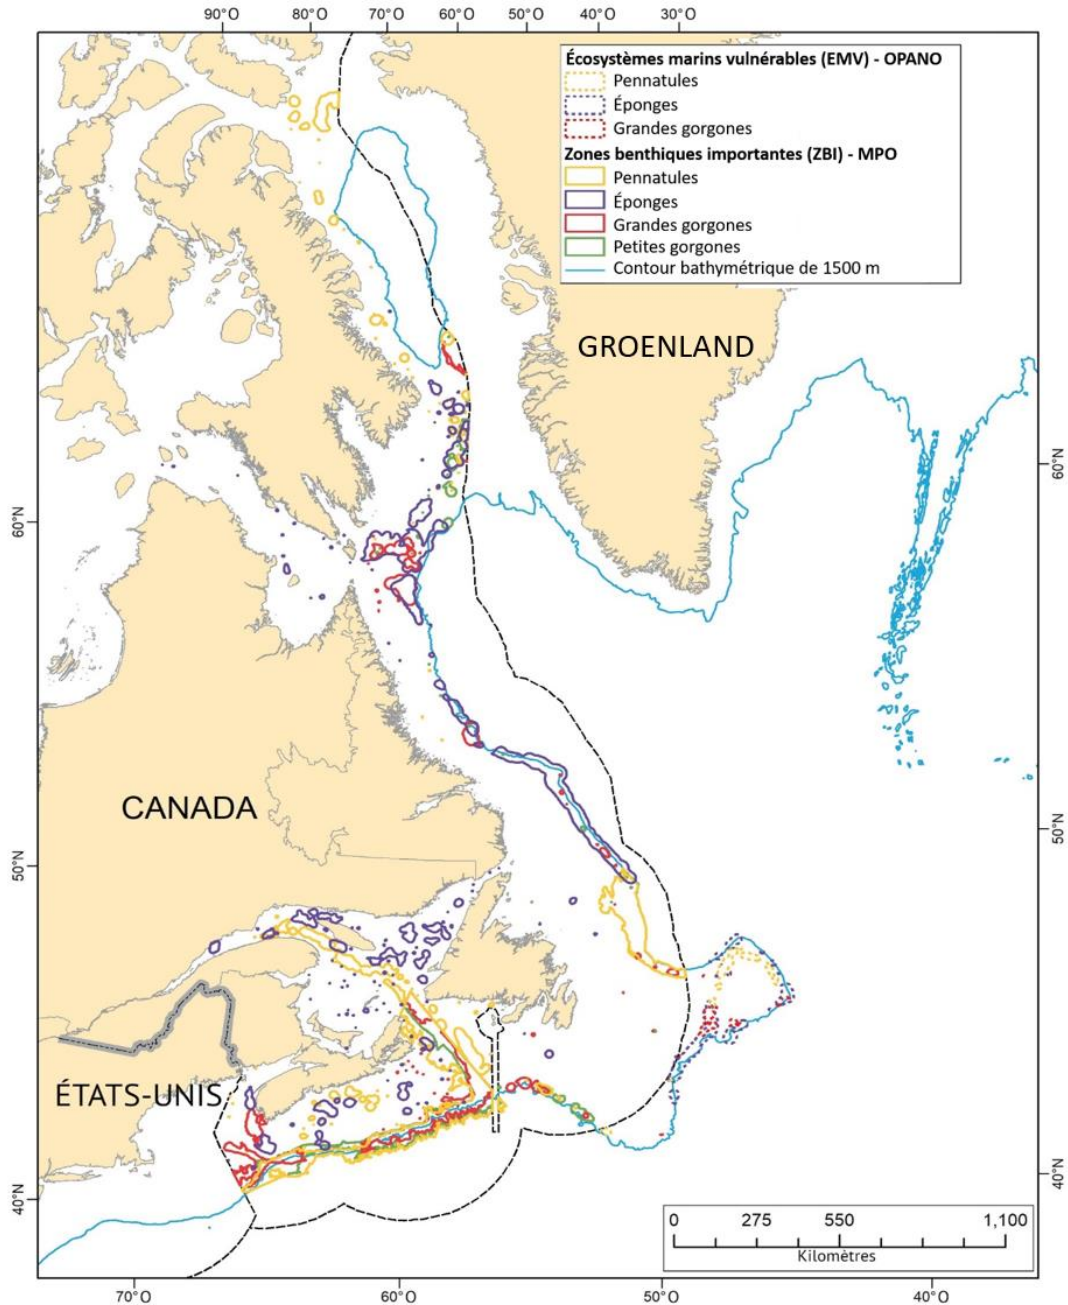 90°O 80°O 70°O 60°O 50°O 40°O 30°O
Écosystèmes marins vulnérables (EMV) - OPANO
Pennatules
Éponges
Grandes gorgones
Zones benthiques importantes (ZBI) - MPO
Pennatules
Éponges
Grandes gorgones
Petites gorgones
Contour bathymétrique de 1500 m
GROENLAND
60°N
60°N
CANADA
50°N
50°N
ÉTATS-UNIS
40°N
40°N
0 275 550 1,100
Kilomètres
70°O 60°O 50°O 40°O